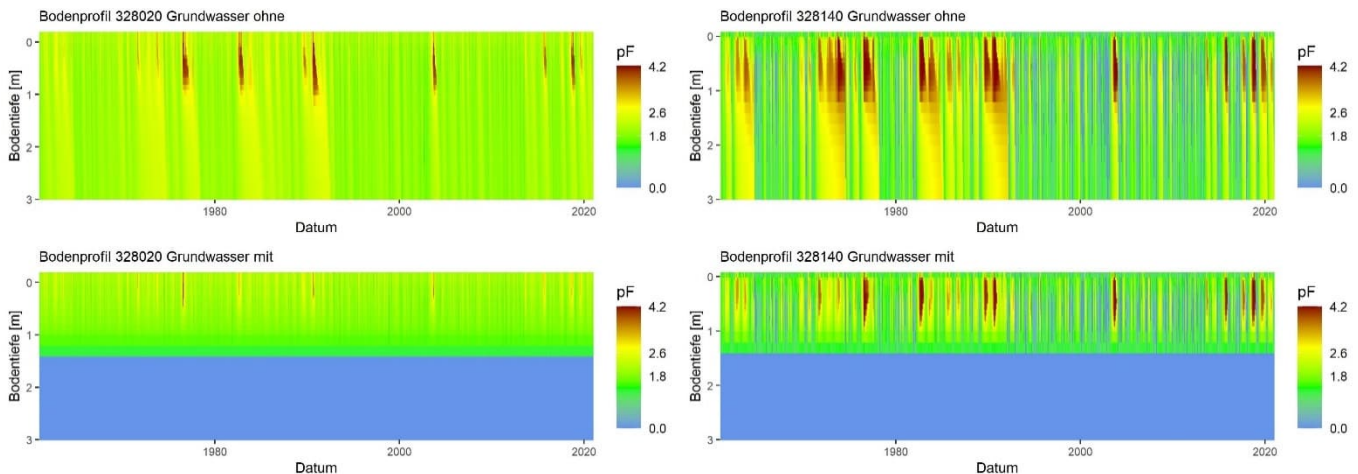 Bodenprofil 328020 Grundwasser ohne
0
1
2
3
Bodentiefe [m]
1980
2000
2020
Datum
pF
4.2
2.6
1.8
0.0
Bodenprofil 328140 Grundwasser ohne
0
1
2
3
Bodentiefe [m]
1980
2000
2020
Datum
pF
4.2
2.6
1.8
0.0
Bodenprofil 328020 Grundwasser mit
0
1
2
3
Bodentiefe [m]
1980
2000
2020
Datum
pF
4.2
2.6
1.8
0.0
Bodenprofil 328140 Grundwasser mit
0
1
2
3
Bodentiefe [m]
1980
2000
2020
Datum
pF
4.2
2.6
1.8
0.0